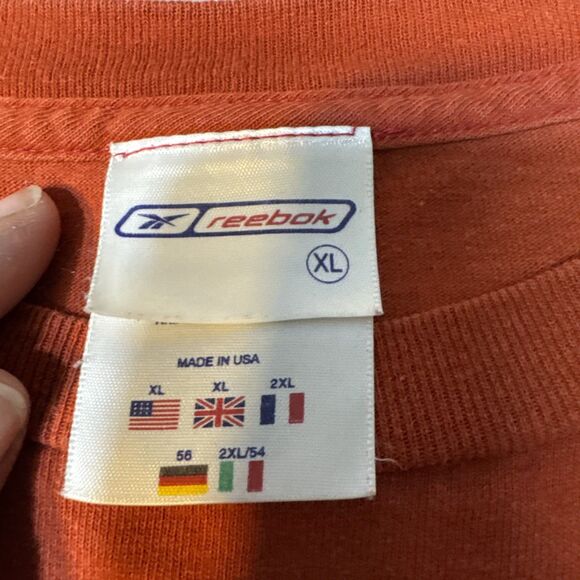 reebok
XL
MADE IN USA
XL XL 2XL
56 2XL/54